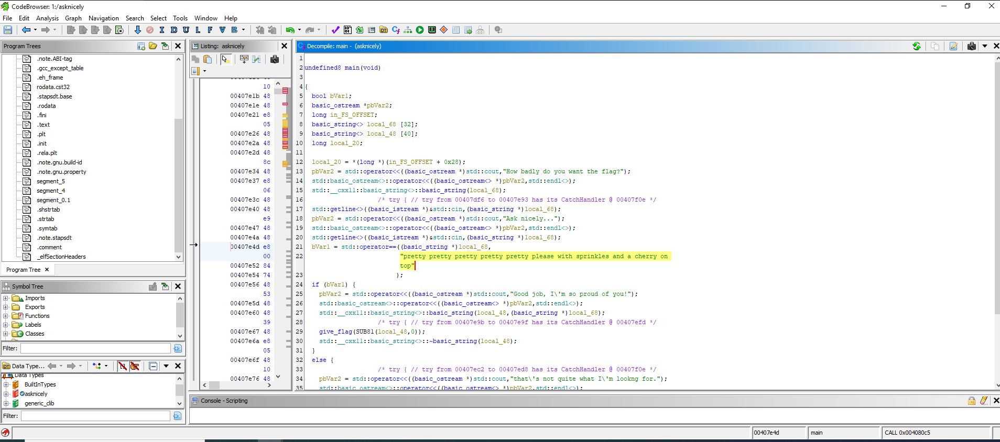 CodeBrowser: 1:/asknicely
File Edit Analysis Graph Navigation Search Select Tools Window Help
I D U L F V B
Program Trees
.note.ABI-tag
.gcc_except_table
.eh_frame
rodata.cst32
.stapsdt.base
.rodata
.fini
.text
.plt
.init
.rela.plt
.note.gnu.build-id
.note.gnu.property
segment_5
segment_4
segment_0.1
.shstrtab
.strtab
.symtab
.note.stapsdt
.comment
_elfSectionHeaders
Program Tree
Symbol Tree
Imports
Exports
Functions
Labels
Classes
Filter:
Data Type...
Data Types
BuiltInTypes
asknicely
generic_clib
Filter:
Listing: asknicely
10
00407e1b 48
00407e1e 48
00407e21 e8
05
00407e26 48
00407e2a 48
00407e2d 48
8c
00407e34 48
00407e37 e8
06
00407e3c 48
00407e40 48
e9
00407e47 48
00407e4a 48
00407e4d e8
00
00407e52 84
00407e54 74
00407e56 48
53
00407e5d 48
00407e60 48
39
00407e67 48
00407e6a e8
05
00407e6f 48
10
00407e76 48
Decompile: main - (asknicely)
1
2 undefined8 main(void)
3
4 {
5 bool bVar1;
6 basic_ostream *pbVar2;
7 long in_FS_OFFSET;
8 basic_string<> local_68 [32];
9 basic_string<> local_48 [40];
10 long local_20;
11
12 local_20 = *(long *)(in_FS_OFFSET + 0x28);
13 pbVar2 = std::operator<<((basic_ostream *)std::cout,"How badly do you want the flag?");
14 std::basic_ostream<>::operator<<((basic_ostream<> *)pbVar2,std::endl<>);
15 std::__cxx11::basic_string<>::basic_string(local_68);
16 /* try { // try from 00407df6 to 00407e93 has its CatchHandler @ 00407f0e */
17 std::getline<>((basic_istream *)&std::cin,(basic_string *)local_68);
18 pbVar2 = std::operator<<((basic_ostream *)std::cout,"Ask nicely...");
19 std::basic_ostream<>::operator<<((basic_ostream<> *)pbVar2,std::endl<>);
20 std::getline<>((basic_istream *)&std::cin,(basic_string *)local_68);
21 bVar1 = std::operator==((basic_string *)local_68,
22 "pretty pretty pretty pretty pretty please with sprinkles and a cherry on
top"
23 );
24 if (bVar1) {
25 pbVar2 = std::operator<<((basic_ostream *)std::cout,"Good job, I\'m so proud of you!");
26 std::basic_ostream<>::operator<<((basic_ostream<> *)pbVar2,std::endl<>);
27 std::__cxx11::basic_string<>::basic_string(local_48,(basic_string *)local_68);
28 /* try { // try from 00407e9b to 00407e9f has its CatchHandler @ 00407efd */
29 give_flag(SUB81(local_48,0));
30 std::__cxx11::basic_string<>::~basic_string(local_48);
31 }
32 else {
33 /* try { // try from 00407ec2 to 00407ed8 has its CatchHandler @ 00407f0e */
34 pbVar2 = std::operator<<((basic_ostream *)std::cout,"that\'s not quite what I\'m lookng for.");
35 std::basic_ostream<>::operator<<((basic_ostream<> *)pbVar2,std::endl<>);
Console - Scripting
00407e4d
main
CALL 0x004080c5